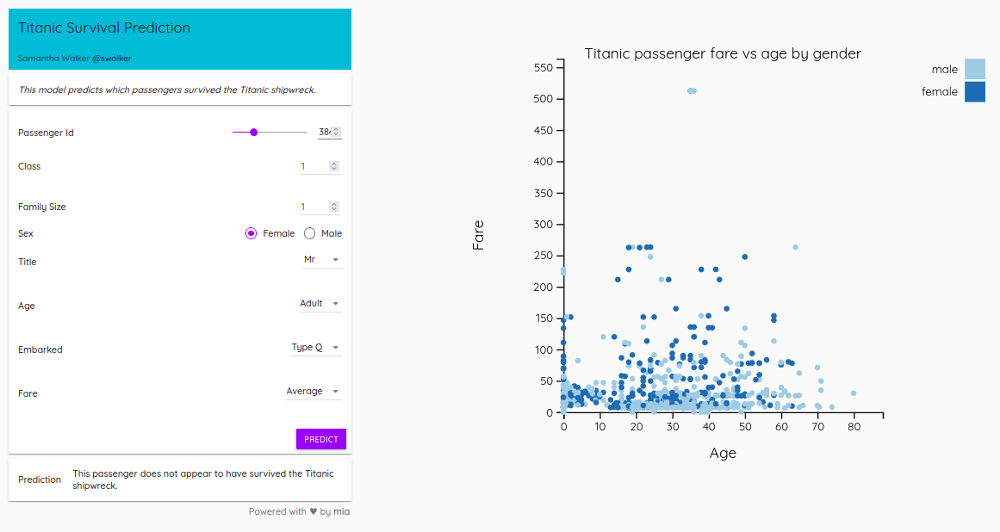 Titanic Survival Prediction
Samantha Walker @swalker
This model predicts which passengers survived the Titanic shipwreck.
Passenger Id 384
Class 1
Family Size 1
Sex Female Male
Title Mr
Age Adult
Embarked Type Q
Fare Average
PREDICT
Prediction This passenger does not appear to have survived the Titanic
shipwreck.
Powered with ♥ by mia
Titanic passenger fare vs age by gender
male
female
550
500
450
400
350
300
250
200
150
100
50
0
Fare
0 10 20 30 40 50 60 70 80
Age